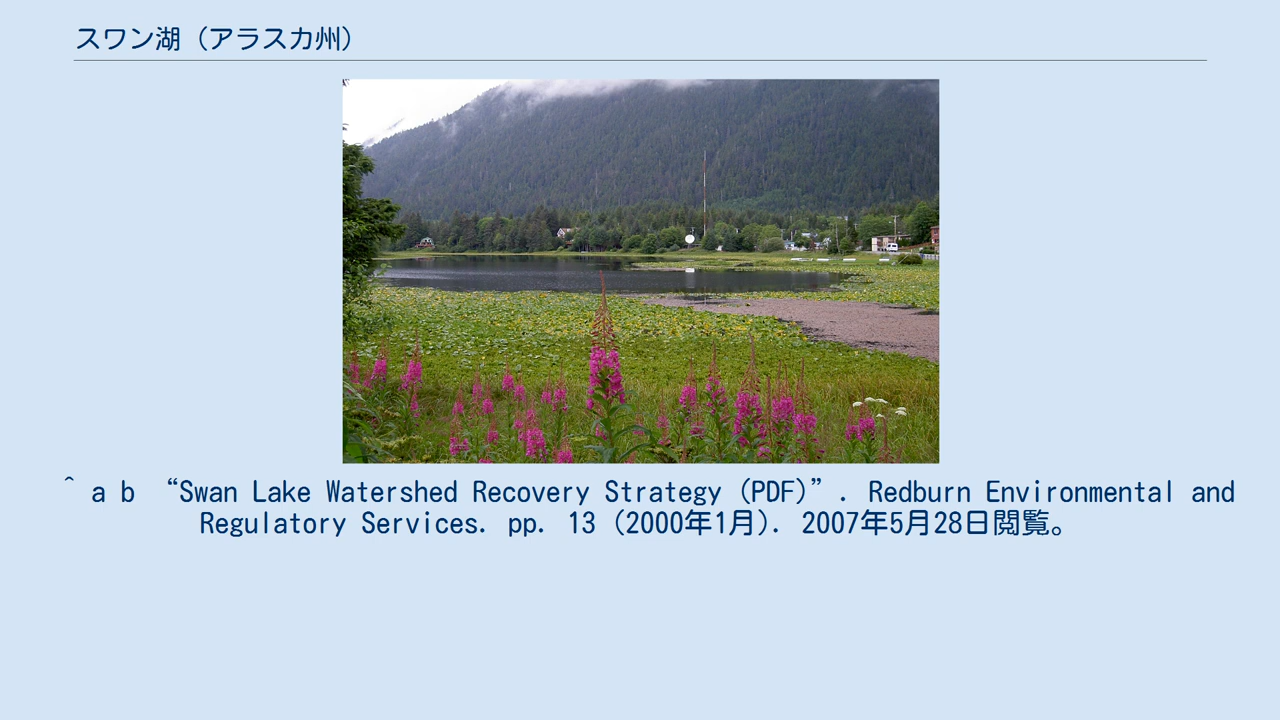 スワン湖（アラスカ州）
^ a b “Swan Lake Watershed Recovery Strategy (PDF)”. Redburn Environmental and
Regulatory Services. pp. 13 (2000年1月). 2007年5月28日閲覧。